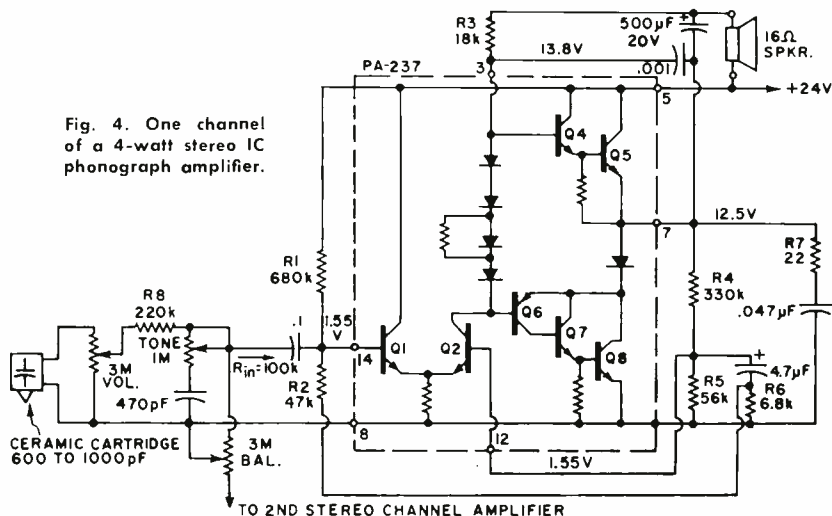 Fig. 4. One channel
of a 4-watt stereo IC
phonograph amplifier.
R3
18k
500µF
20V
16Ω
SPKR.
13.8V
.001
PA-237
3
5
+24V
Q4
Q5
12.5V
7
R7
22
R1
680k
R4
330k
.047µF
R8
220k
TONE
1M
.1
1.55
V
14
Q1
Q2
Q6
Q7
Q8
3M
VOL.
Rin=100k
R2
47k
4.7µF
R5
56k
R6
6.8k
470pF
8
12
CERAMIC CARTRIDGE
600 TO 1000pF
3M
BAL.
1.55V
TO 2ND STEREO CHANNEL AMPLIFIER